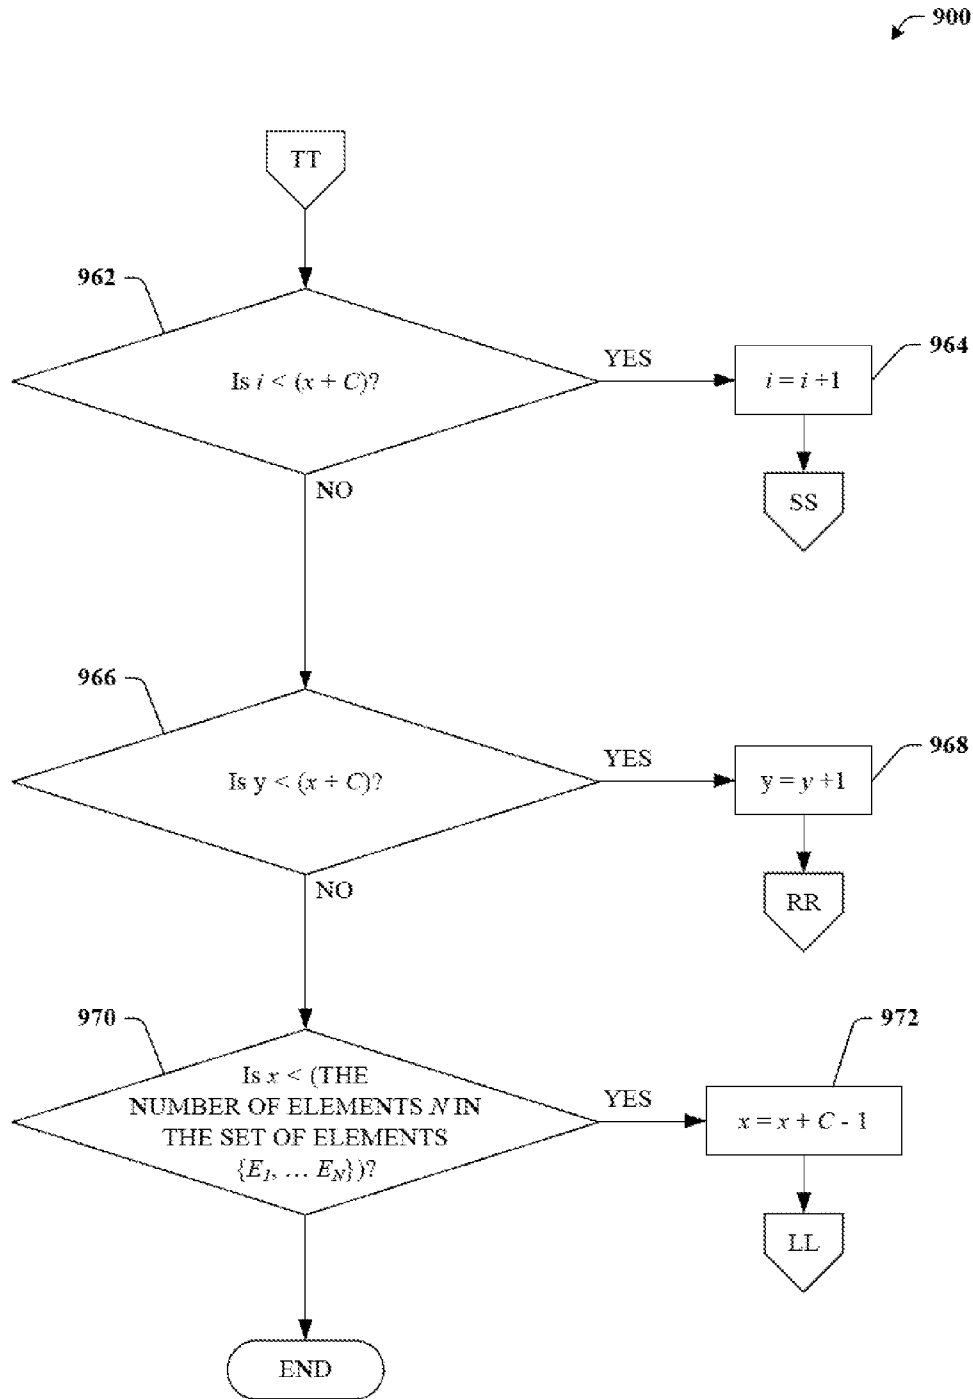 900
TT
962
Is i < (x + C)?
YES
i = i +1
964
NO
SS
966
Is y < (x + C)?
YES
y = y +1
968
NO
RR
970
Is x < (THE
NUMBER OF ELEMENTS N IN
THE SET OF ELEMENTS
{E1, … EN})?
YES
972
x = x + C - 1
LL
END